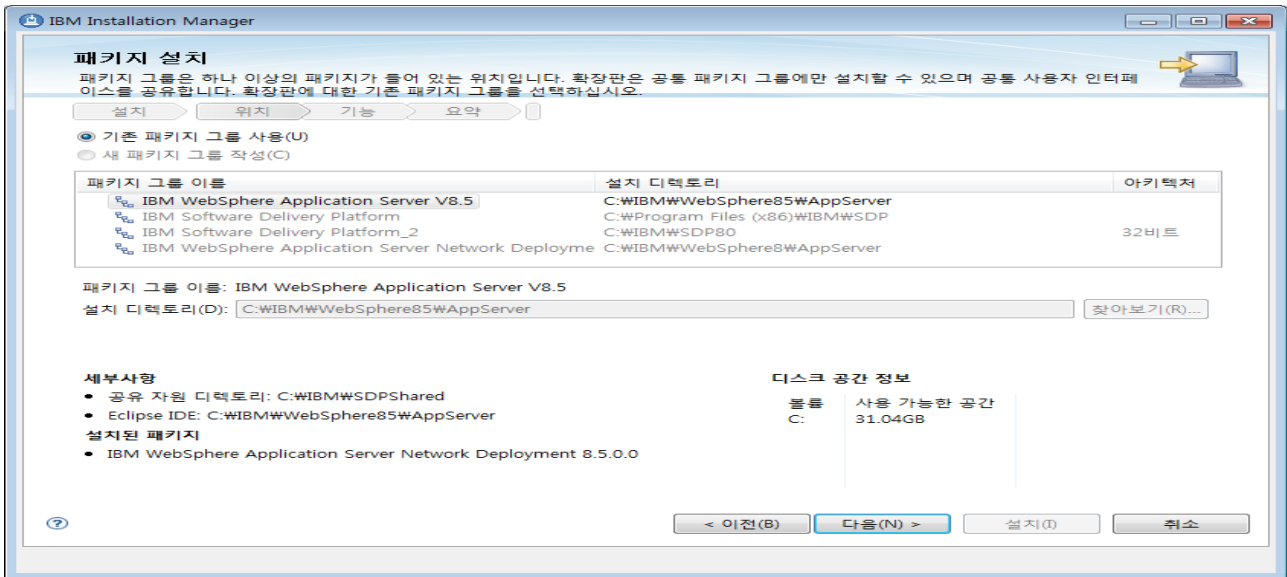 IBM Installation Manager
패키지 설치
패키지 그룹은 하나 이상의 패키지가 들어 있는 위치입니다. 확장판은 공통 패키지 그룹에만 설치할 수 있으며 공통 사용자 인터페
이스를 공유합니다. 확장판에 대한 기존 패키지 그룹을 선택하십시오.
설치 위치 기능 요약
기존 패키지 그룹 사용(U)
새 패키지 그룹 작성(C)
패키지 그룹 이름 설치 디렉토리 아키텍처
IBM WebSphere Application Server V8.5 C:₩IBM₩WebSphere85₩AppServer
IBM Software Delivery Platform C:₩Program Files (x86)₩IBM₩SDP
IBM Software Delivery Platform_2 C:₩IBM₩SDP80 32비트
IBM WebSphere Application Server Network Deployme C:₩IBM₩WebSphere8₩AppServer
패키지 그룹 이름: IBM WebSphere Application Server V8.5
설치 디렉토리(D): C:₩IBM₩WebSphere85₩AppServer 찾아보기(R)...
세부사항 디스크 공간 정보
• 공유 자원 디렉토리: C:₩IBM₩SDPShared 볼륨 사용 가능한 공간
• Eclipse IDE: C:₩IBM₩WebSphere85₩AppServer C: 31.04GB
설치된 패키지
• IBM WebSphere Application Server Network Deployment 8.5.0.0
? < 이전(B) 다음(N) > 설치(I) 취소